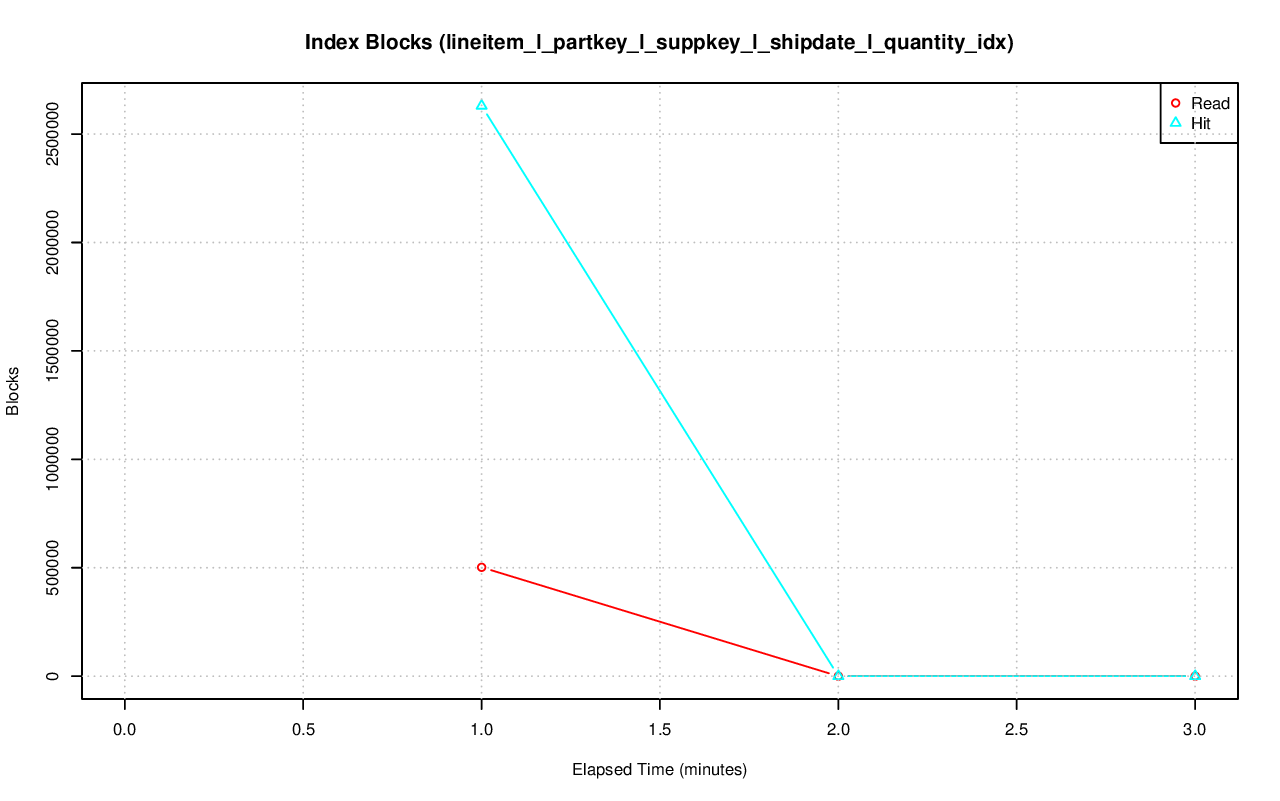 Index Blocks (lineitem_l_partkey_l_suppkey_l_shipdate_l_quantity_idx)
Read
Hit
2500000
2000000
1500000
1000000
500000
0
Blocks
0.0 0.5 1.0 1.5 2.0 2.5 3.0
Elapsed Time (minutes)